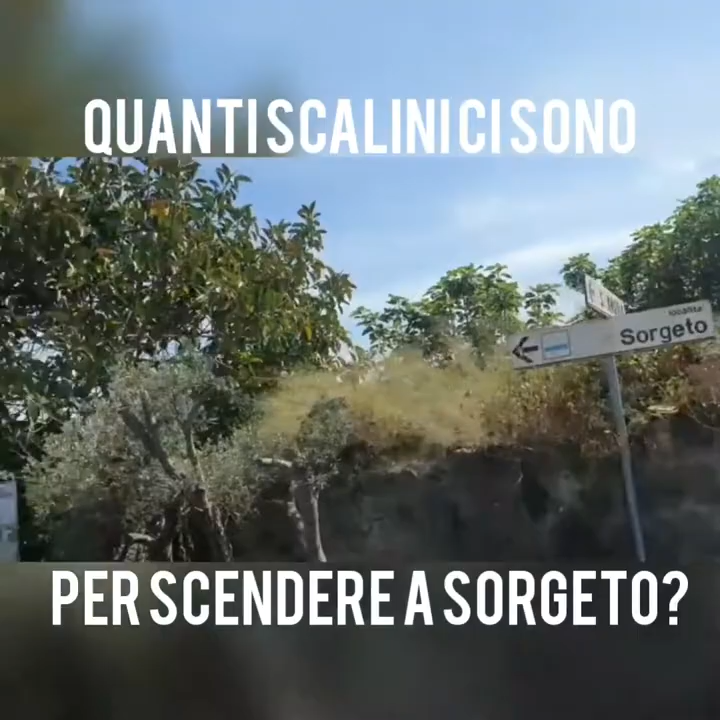 QUANTI SCALINI CI SONO
località
Sorgeto
PER SCENDERE A SORGETO?